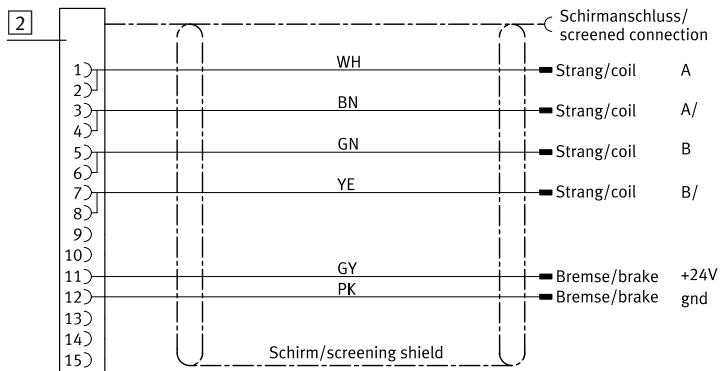 2
Schirmanschluss/
screened connection
1 WH Strang/coil A
2
3 BN Strang/coil A/
4
5 GN Strang/coil B
6
7 YE Strang/coil B/
8
9
10
11 GY Bremse/brake +24V
12 PK Bremse/brake gnd
13
14
15 Schirm/screening shield